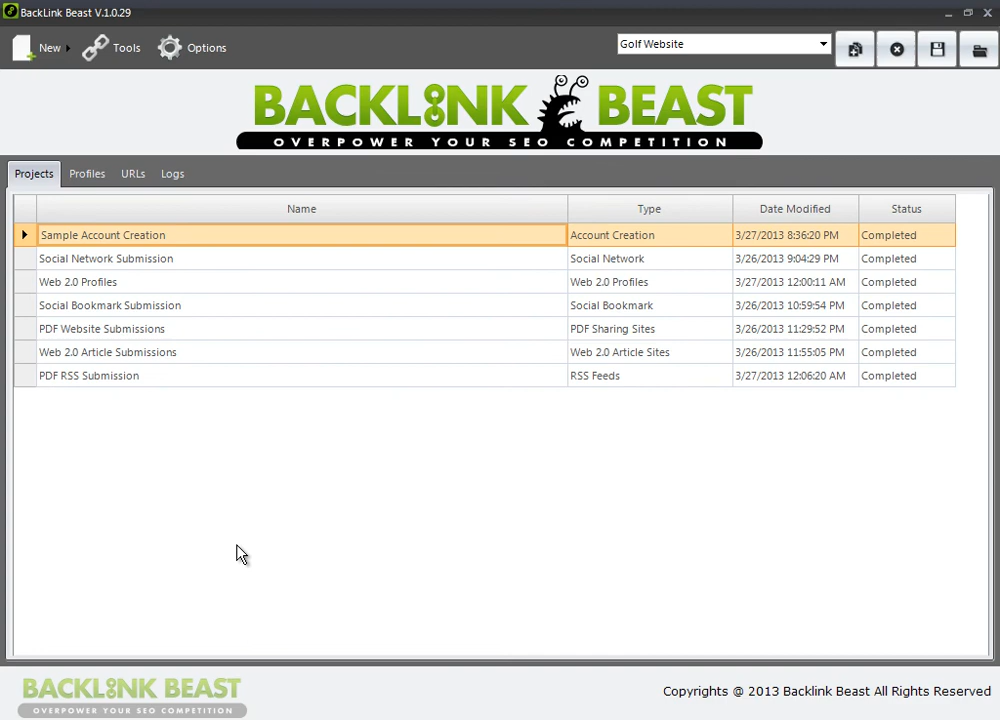 BackLink Beast V.1.0.29
New Tools Options Golf Website
BACKLINK BEAST
OVERPOWER YOUR SEO COMPETITION
Projects Profiles URLs Logs
Name Type Date Modified Status
Sample Account Creation Account Creation 3/27/2013 8:36:20 PM Completed
Social Network Submission Social Network 3/26/2013 9:04:29 PM Completed
Web 2.0 Profiles Web 2.0 Profiles 3/27/2013 12:00:11 AM Completed
Social Bookmark Submission Social Bookmark 3/26/2013 10:59:54 PM Completed
PDF Website Submissions PDF Sharing Sites 3/26/2013 11:29:52 PM Completed
Web 2.0 Article Submissions Web 2.0 Article Sites 3/26/2013 11:55:05 PM Completed
PDF RSS Submission RSS Feeds 3/27/2013 12:06:20 AM Completed
BACKLINK BEAST
OVERPOWER YOUR SEO COMPETITION
Copyrights @ 2013 Backlink Beast All Rights Reserved